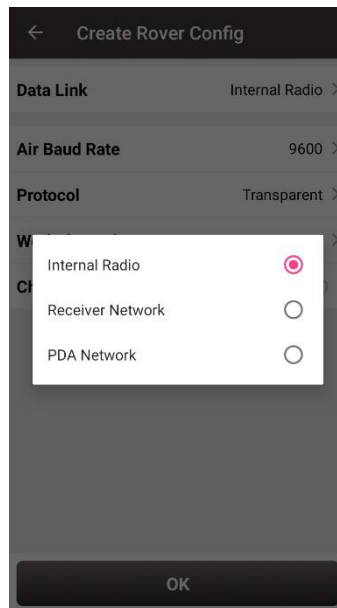 Create Rover Config
Data Link Internal Radio
Air Baud Rate 9600
Protocol Transparent
Internal Radio
Receiver Network
PDA Network
OK